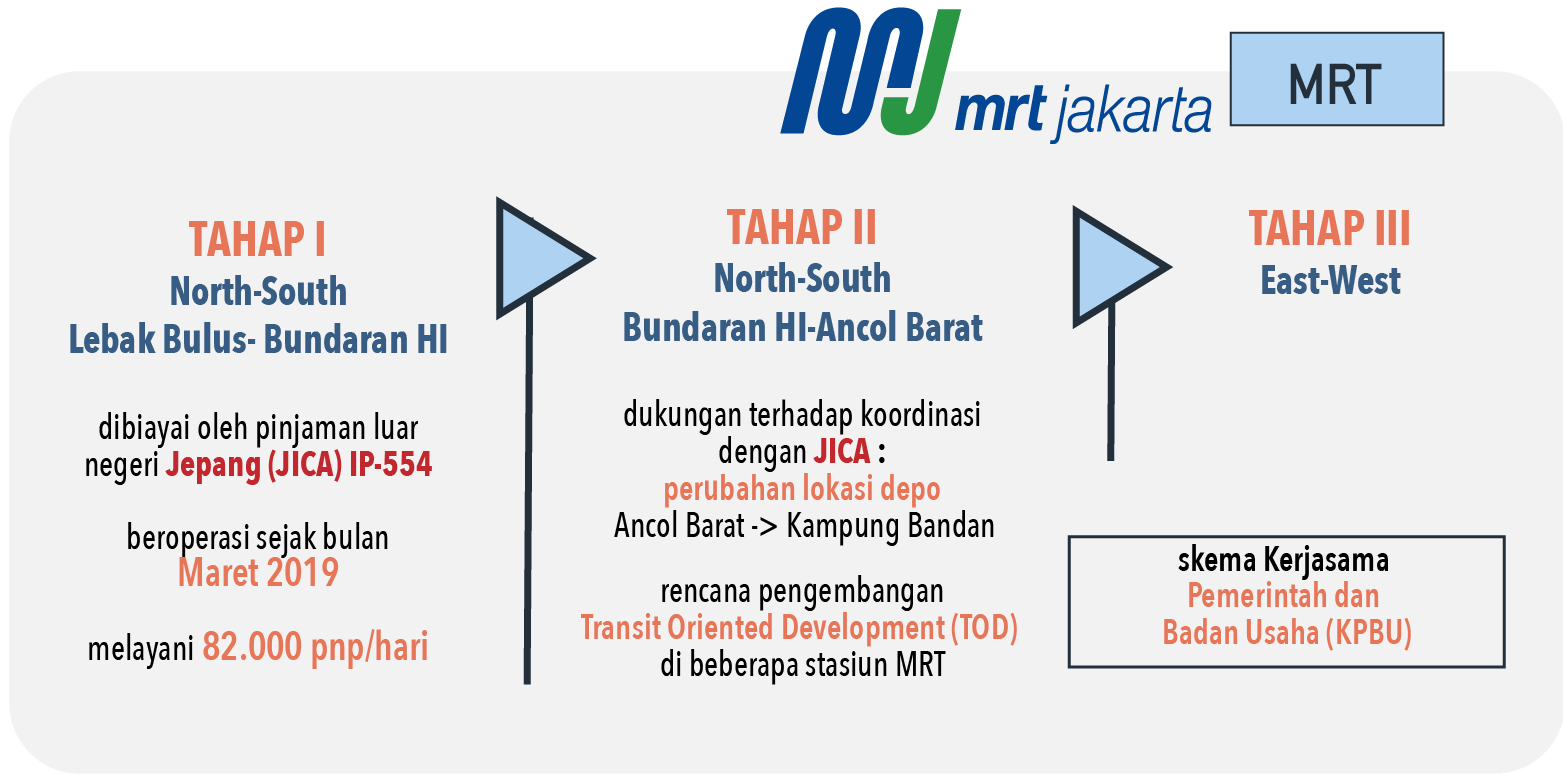 mrt jakarta
MRT
TAHAP I
North-South
Lebak Bulus- Bundaran HI
dibiayai oleh pinjaman luar
negeri Jepang (JICA) IP-554
beroperasi sejak bulan
Maret 2019
melayani 82.000 pnp/hari
TAHAP II
North-South
Bundaran HI-Ancol Barat
dukungan terhadap koordinasi
dengan JICA :
perubahan lokasi depo
Ancol Barat -> Kampung Bandan
rencana pengembangan
Transit Oriented Development (TOD)
di beberapa stasiun MRT
TAHAP III
East-West
skema Kerjasama
Pemerintah dan
Badan Usaha (KPBU)